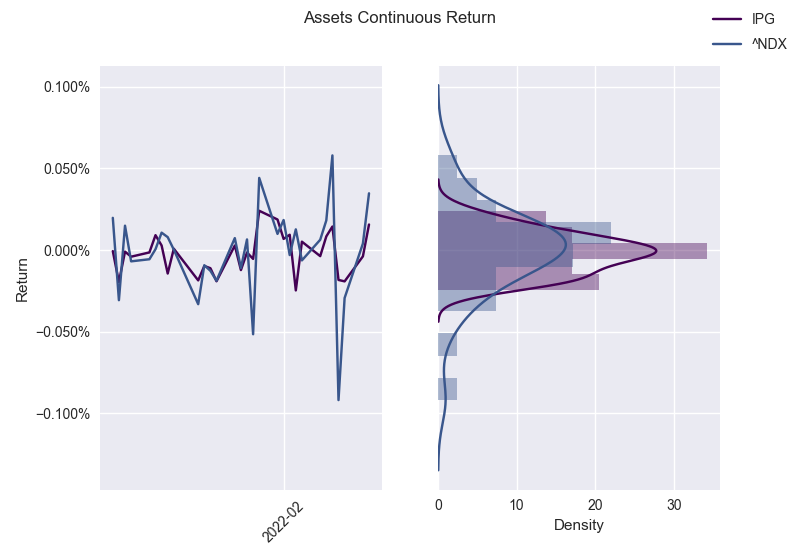 Assets Continuous Return
IPG
^NDX
Return
0.100%
0.050%
0.000%
−0.050%
−0.100%
2022-02
0
10
20
30
Density